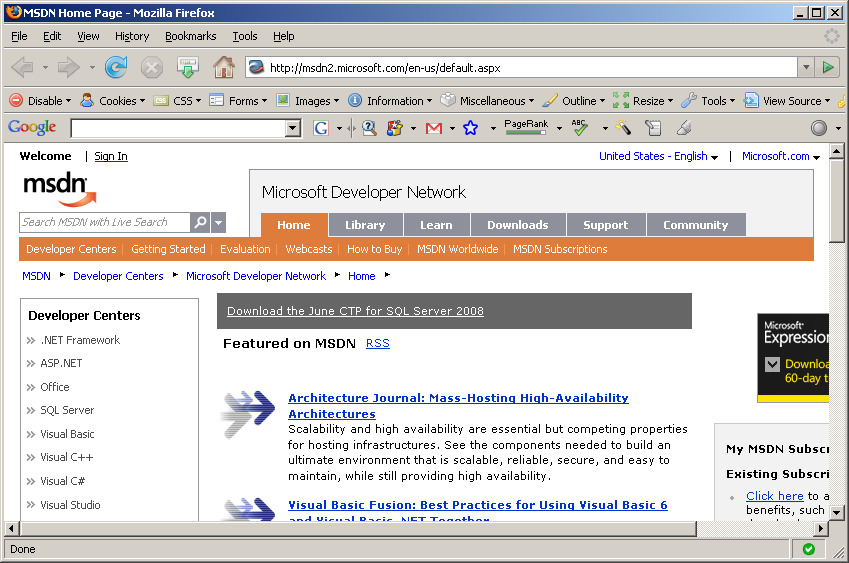 MSDN Home Page - Mozilla Firefox
File Edit View History Bookmarks Tools Help
http://msdn2.microsoft.com/en-us/default.aspx
Disable Cookies CSS Forms Images Information Miscellaneous Outline Resize Tools View Source
Google G PageRank ABC
Welcome | Sign In United States - English | Microsoft.com
msdn
Microsoft Developer Network
Search MSDN with Live Search
Home Library Learn Downloads Support Community
Developer Centers | Getting Started | Evaluation | Webcasts | How to Buy | MSDN Worldwide | MSDN Subscriptions
MSDN Developer Centers Microsoft Developer Network Home
Developer Centers
.NET Framework
ASP.NET
Office
SQL Server
Visual Basic
Visual C++
Visual C#
Visual Studio
Download the June CTP for SQL Server 2008
Featured on MSDN RSS
Architecture Journal: Mass-Hosting High-Availability
Architectures
Scalability and high availability are essential but competing properties
for hosting infrastructures. See the components needed to build an
ultimate environment that is scalable, reliable, secure, and easy to
maintain, while still providing high availability.
Visual Basic Fusion: Best Practices for Using Visual Basic 6
and Visual Basic .NET Together
Microsoft
Expression
Downloa
60-day t
My MSDN Subscr
Existing Subscri
Click here to a
benefits, such
Done